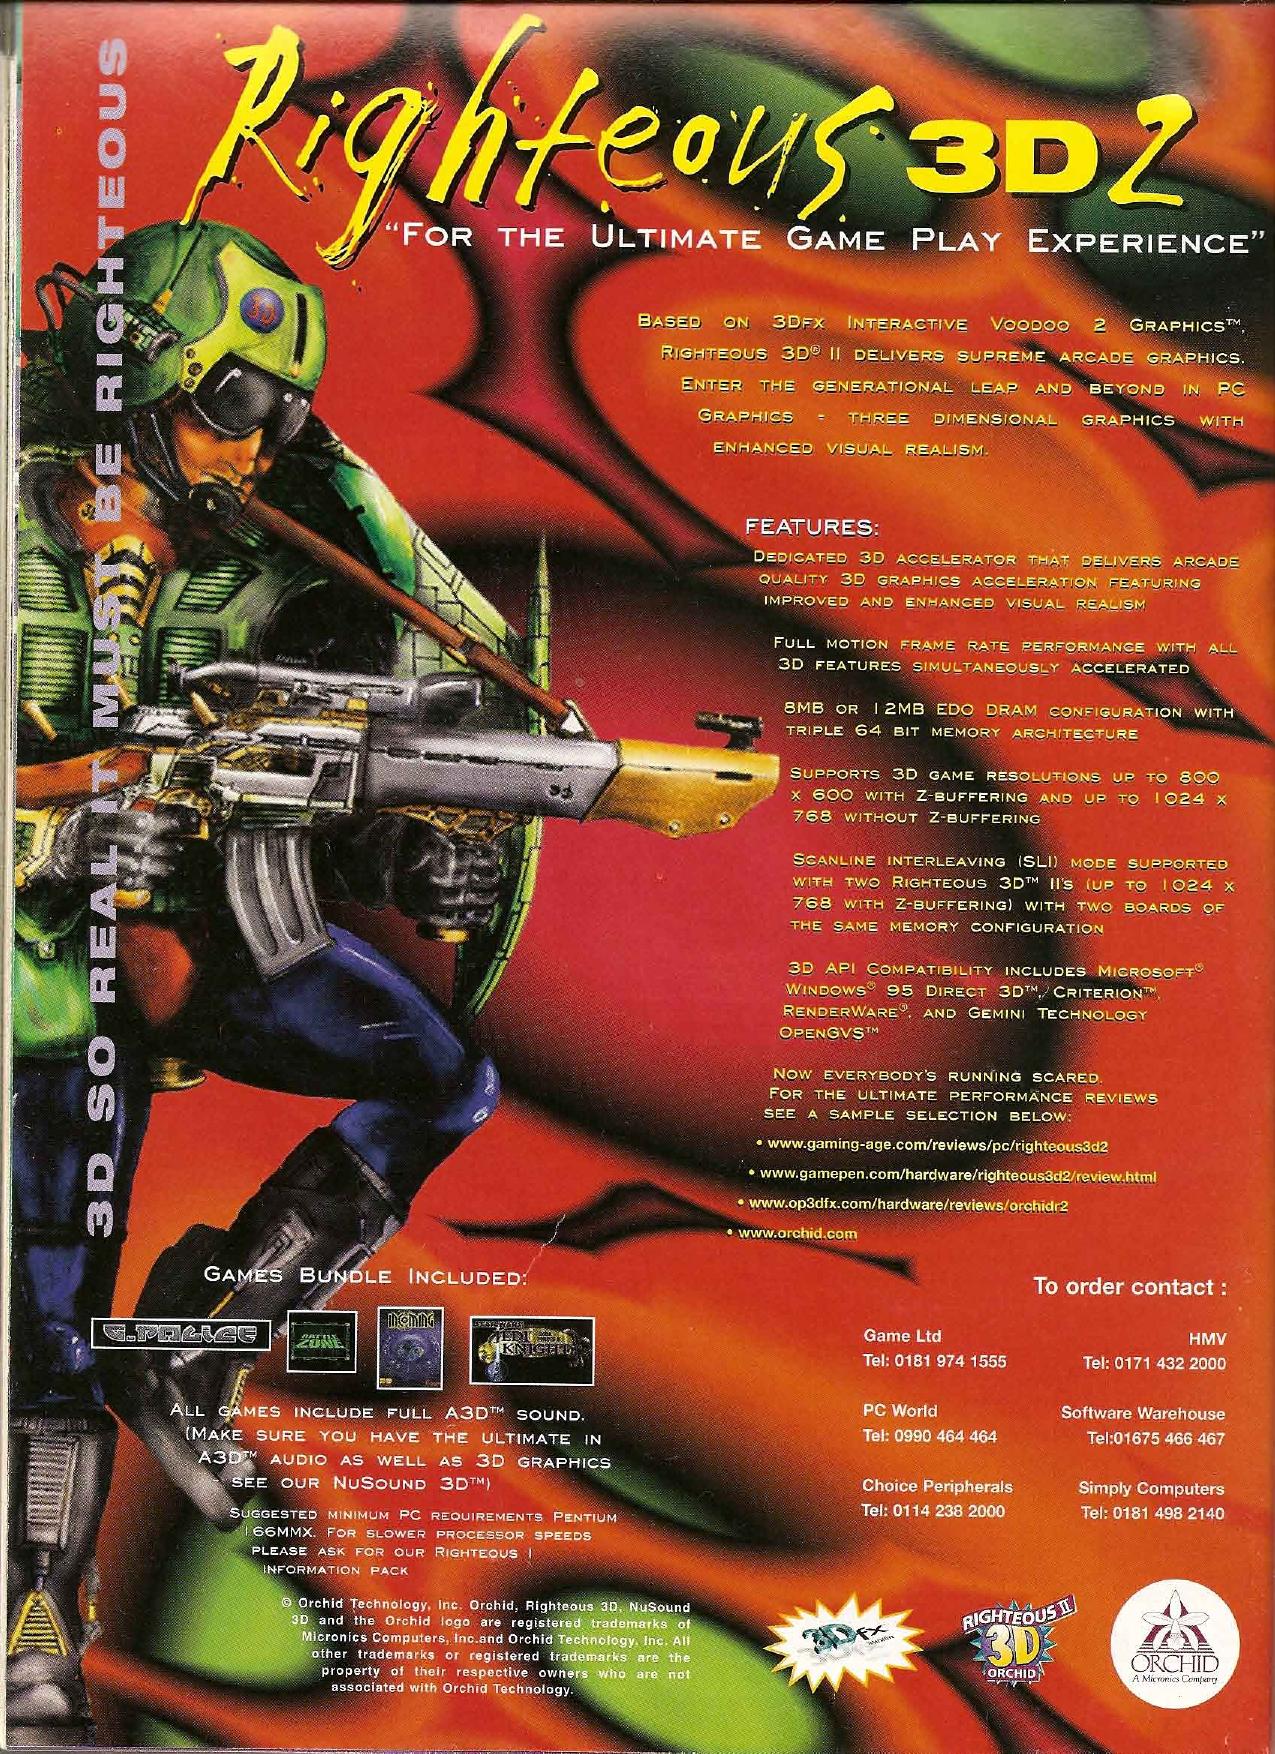 3D SO REAL IT MUST BE RIGHTEOUS
Righteous 3D 2
"FOR THE ULTIMATE GAME PLAY EXPERIENCE"
BASED ON 3DFX INTERACTIVE VOODOO 2 GRAPHICS™,
RIGHTEOUS 3D® II DELIVERS SUPREME ARCADE GRAPHICS.
ENTER THE GENERATIONAL LEAP AND BEYOND IN PC
GRAPHICS - THREE DIMENSIONAL GRAPHICS WITH
ENHANCED VISUAL REALISM.
FEATURES:
DEDICATED 3D ACCELERATOR THAT DELIVERS ARCADE
QUALITY 3D GRAPHICS ACCELERATION FEATURING
IMPROVED AND ENHANCED VISUAL REALISM
FULL MOTION FRAME RATE PERFORMANCE WITH ALL
3D FEATURES SIMULTANEOUSLY ACCELERATED
8MB OR 12MB EDO DRAM CONFIGURATION WITH
TRIPLE 64 BIT MEMORY ARCHITECTURE
SUPPORTS 3D GAME RESOLUTIONS UP TO 800
X 600 WITH Z-BUFFERING AND UP TO 1024 X
768 WITHOUT Z-BUFFERING
SCANLINE INTERLEAVING (SLI) MODE SUPPORTED
WITH TWO RIGHTEOUS 3D™ II'S (UP TO 1024 X
768 WITH Z-BUFFERING) WITH TWO BOARDS OF
THE SAME MEMORY CONFIGURATION
3D API COMPATIBILITY INCLUDES MICROSOFT®
WINDOWS® 95 DIRECT 3D™, CRITERION™,
RENDERWARE®, AND GEMINI TECHNOLOGY
OPENGVS™
NOW EVERYBODY'S RUNNING SCARED.
FOR THE ULTIMATE PERFORMANCE REVIEWS
SEE A SAMPLE SELECTION BELOW:
• www.gaming-age.com/reviews/pc/righteous3d2
• www.gamepen.com/hardware/righteous3d2/review.html
• www.op3dfx.com/hardware/reviews/orchidr2
• www.orchid.com
GAMES BUNDLE INCLUDED:
G.POLICE
BATTLE
ZONE
INCOMING
STAR WARS
JEDI
KNIGHT
ALL GAMES INCLUDE FULL A3D™ SOUND.
(MAKE SURE YOU HAVE THE ULTIMATE IN
A3D™ AUDIO AS WELL AS 3D GRAPHICS
SEE OUR NUSOUND 3D™)
SUGGESTED MINIMUM PC REQUIREMENTS PENTIUM
166MMX. FOR SLOWER PROCESSOR SPEEDS
PLEASE ASK FOR OUR RIGHTEOUS I
INFORMATION PACK
© Orchid Technology, Inc. Orchid, Righteous 3D, NuSound
3D and the Orchid logo are registered trademarks of
Micronics Computers, Inc.and Orchid Technology, Inc. All
other trademarks or registered trademarks are the
property of their respective owners who are not
associated with Orchid Technology.
To order contact :
Game Ltd
Tel: 0181 974 1555
HMV
Tel: 0171 432 2000
PC World
Tel: 0990 464 464
Software Warehouse
Tel:01675 466 467
Choice Peripherals
Tel: 0114 238 2000
Simply Computers
Tel: 0181 498 2140
3Dfx
RIGHTEOUS II
3D
ORCHID
ORCHID
A Micronics Company
3D